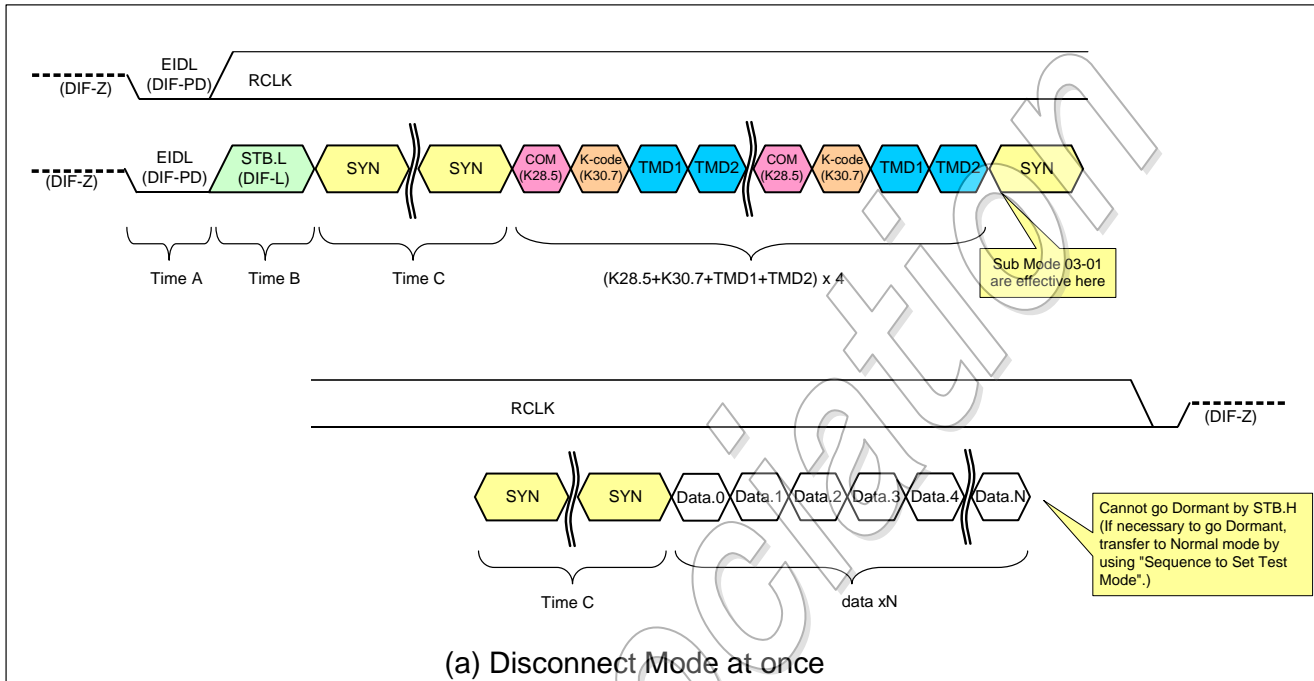 EIDL
(DIF-PD)
(DIF-Z)
RCLK
EIDL
(DIF-PD)
(DIF-Z)
STB.L
(DIF-L)
SYN
SYN
COM
(K28.5)
K-code
(K30.7)
TMD1
TMD2
COM
(K28.5)
K-code
(K30.7)
TMD1
TMD2
SYN
Time A
Time B
Time C
(K28.5+K30.7+TMD1+TMD2) x 4
Sub Mode 03-01
are effective here
RCLK
(DIF-Z)
SYN
SYN
Data.0
Data.1
Data.2
Data.3
Data.4
Data.N
Cannot go Dormant by STB.H
(If necessary to go Dormant,
transfer to Normal mode by
using "Sequence to Set Test
Mode".)
Time C
data xN
(a) Disconnect Mode at once
ociation